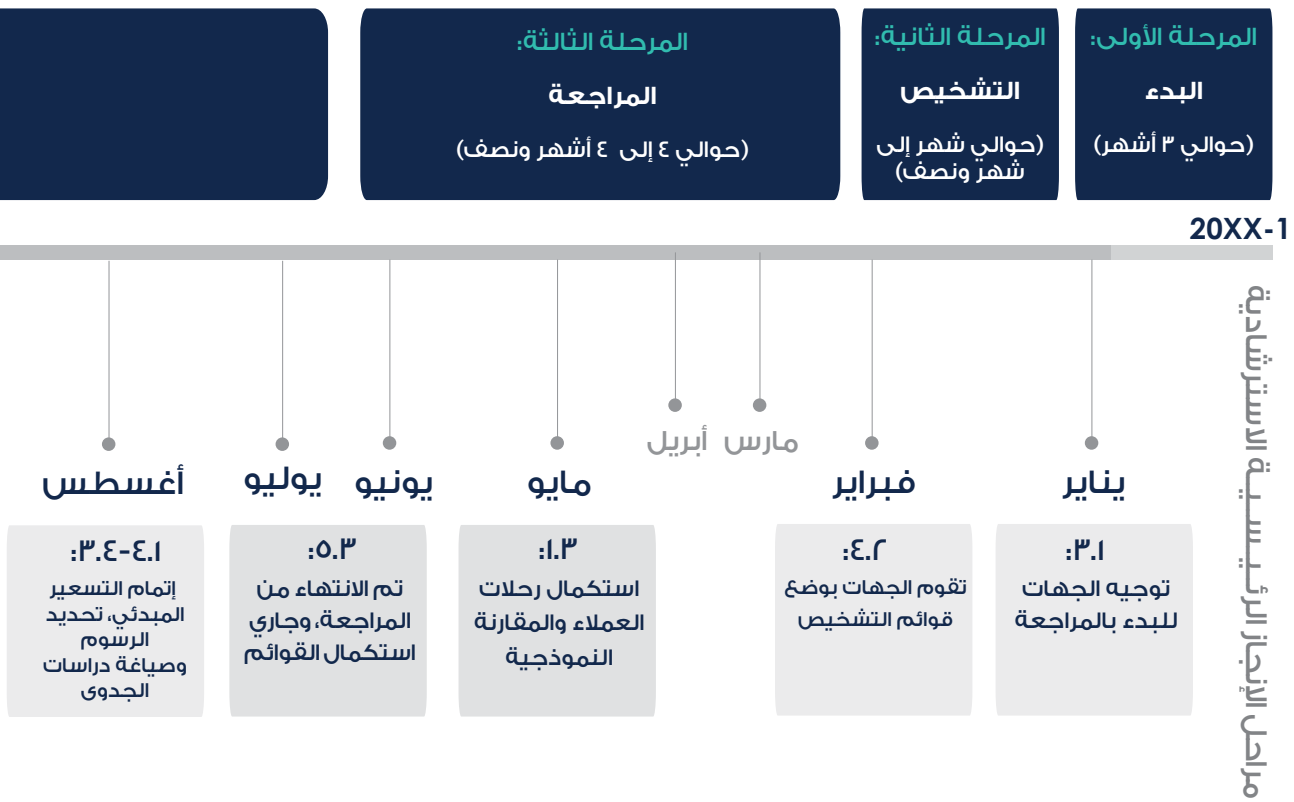 المرحلة الأولى:
البدء
(حوالي ٣ أشهر)
المرحلة الثانية:
التشخيص
(حوالي شهر إلى
شهر ونصف)
المرحلة الثالثة:
المراجعة
(حوالي ٤ إلى ٤ أشهر ونصف)
20XX-1
مراحل الإنجاز الرئـيـسـيـة الاسترشادية
يناير
٣.١:
توجيه الجهات
للبدء بالمراجعة
فبراير
٤.٢:
تقوم الجهات بوضع
قوائم التشخيص
مارس
أبريل
مايو
١.٣:
استكمال رحلات
العملاء والمقارنة
النموذجية
يونيو
يوليو
٥.٣:
تم الانتهاء من
المراجعة، وجاري
استكمال القوائم
أغسطس
٤.١-٣.٤:
إتمام التسعير
المبدئي، تحديد
الرسوم
وصياغة دراسات
الجدوى